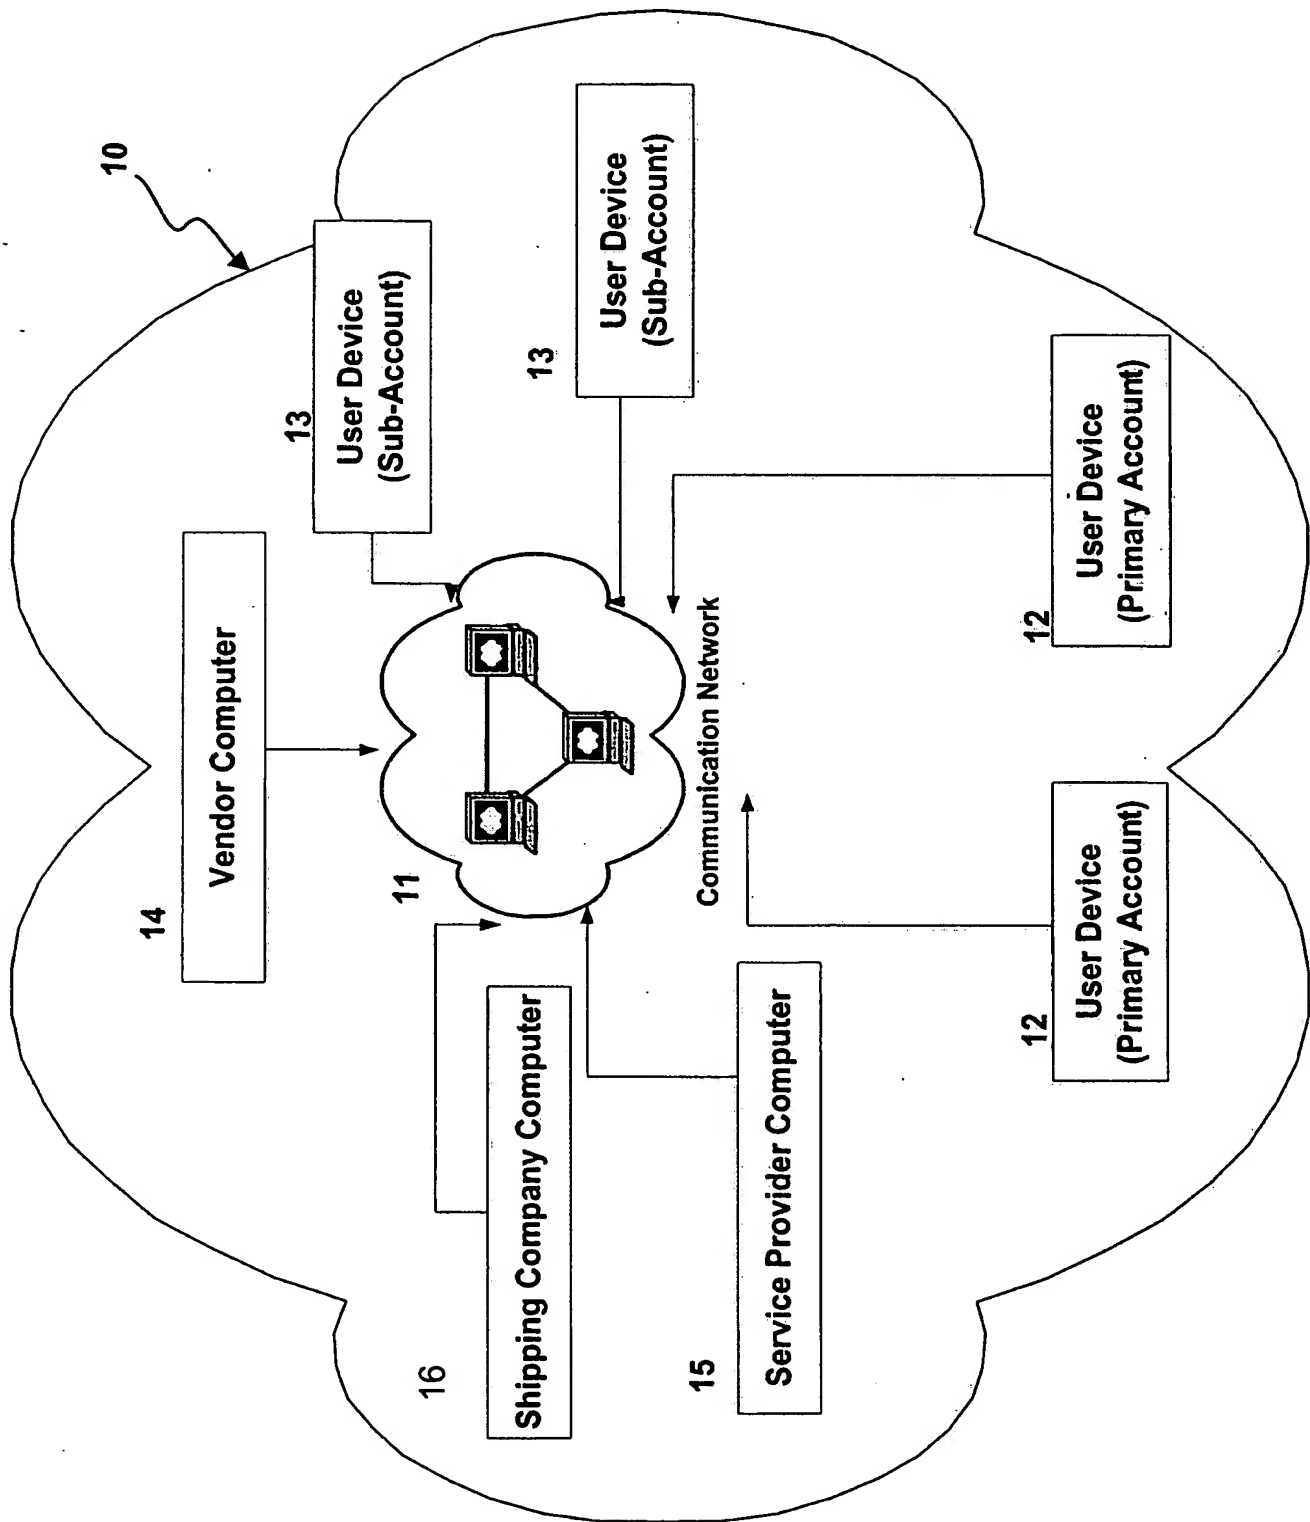 10
13
User Device
(Sub-Account)
13
User Device
(Sub-Account)
14
Vendor Computer
11
Communication Network
12
User Device
(Primary Account)
12
User Device
(Primary Account)
16
Shipping Company Computer
15
Service Provider Computer